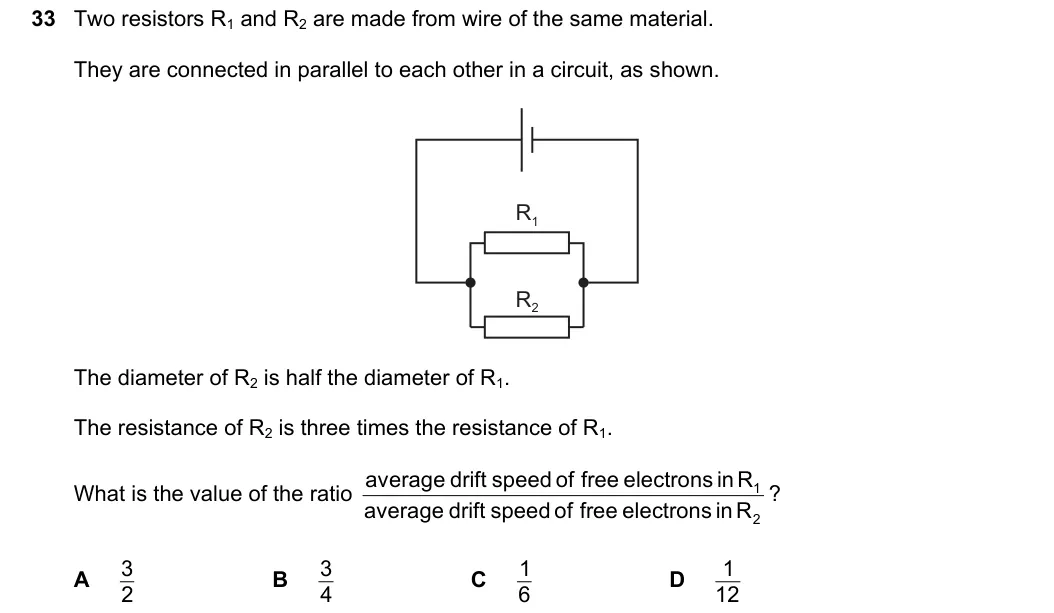 33 Two resistors R₁ and R₂ are made from wire of the same material.
They are connected in parallel to each other in a circuit, as shown.
R₁
R₂
The diameter of R₂ is half the diameter of R₁.
The resistance of R₂ is three times the resistance of R₁.
What is the value of the ratio average drift speed of free electrons in R₁ / average drift speed of free electrons in R₂ ?
A 3/2 B 3/4 C 1/6 D 1/12